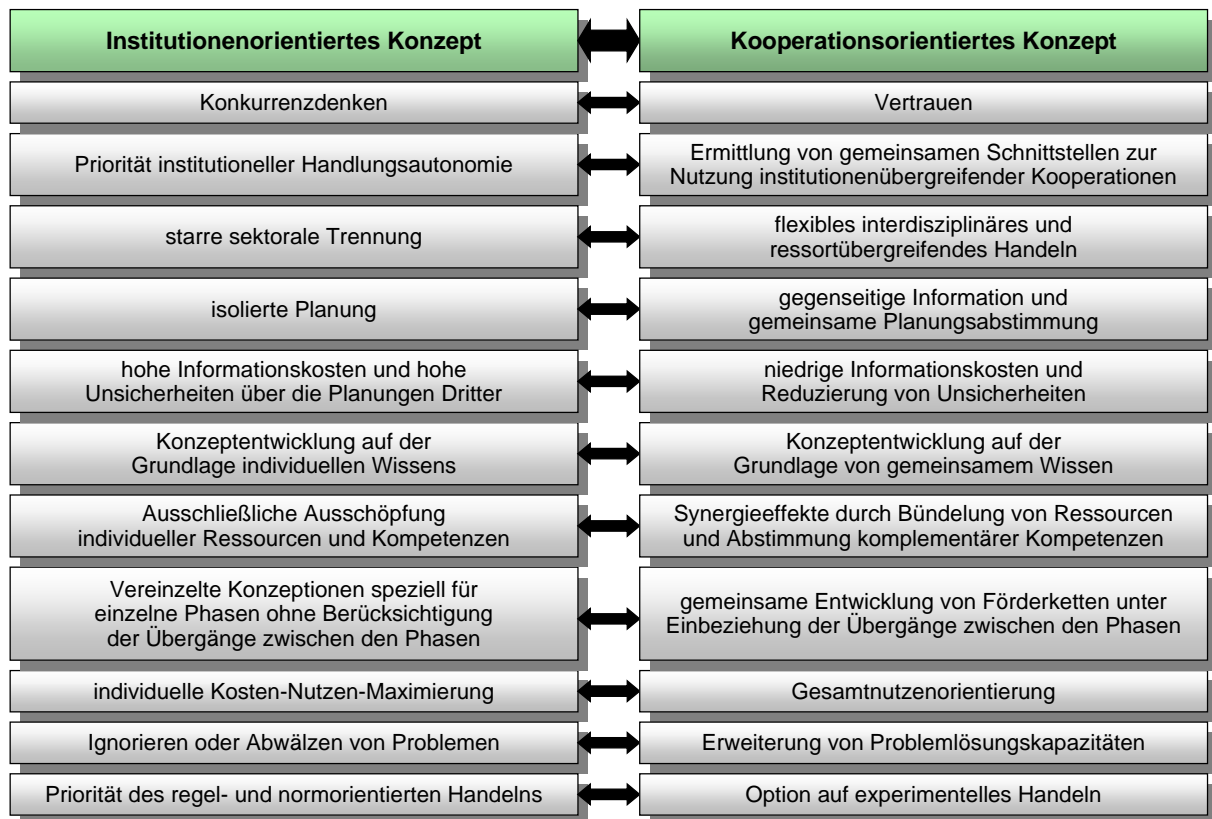 Institutionenorientiertes Konzept
Kooperationsorientiertes Konzept
Konkurrenzdenken
Vertrauen
Priorität institutioneller Handlungsautonomie
Ermittlung von gemeinsamen Schnittstellen zur
Nutzung institutionenübergreifender Kooperationen
starre sektorale Trennung
flexibles interdisziplinäres und
ressortübergreifendes Handeln
isolierte Planung
gegenseitige Information und
gemeinsame Planungsabstimmung
hohe Informationskosten und hohe
Unsicherheiten über die Planungen Dritter
niedrige Informationskosten und
Reduzierung von Unsicherheiten
Konzeptentwicklung auf der
Grundlage individuellen Wissens
Konzeptentwicklung auf der
Grundlage von gemeinsamem Wissen
Ausschließliche Ausschöpfung
individueller Ressourcen und Kompetenzen
Synergieeffekte durch Bündelung von Ressourcen
und Abstimmung komplementärer Kompetenzen
Vereinzelte Konzeptionen speziell für
einzelne Phasen ohne Berücksichtigung
der Übergänge zwischen den Phasen
gemeinsame Entwicklung von Förderketten unter
Einbeziehung der Übergänge zwischen den Phasen
individuelle Kosten-Nutzen-Maximierung
Gesamtnutzenorientierung
Ignorieren oder Abwälzen von Problemen
Erweiterung von Problemlösungskapazitäten
Priorität des regel- und normorientierten Handelns
Option auf experimentelles Handeln